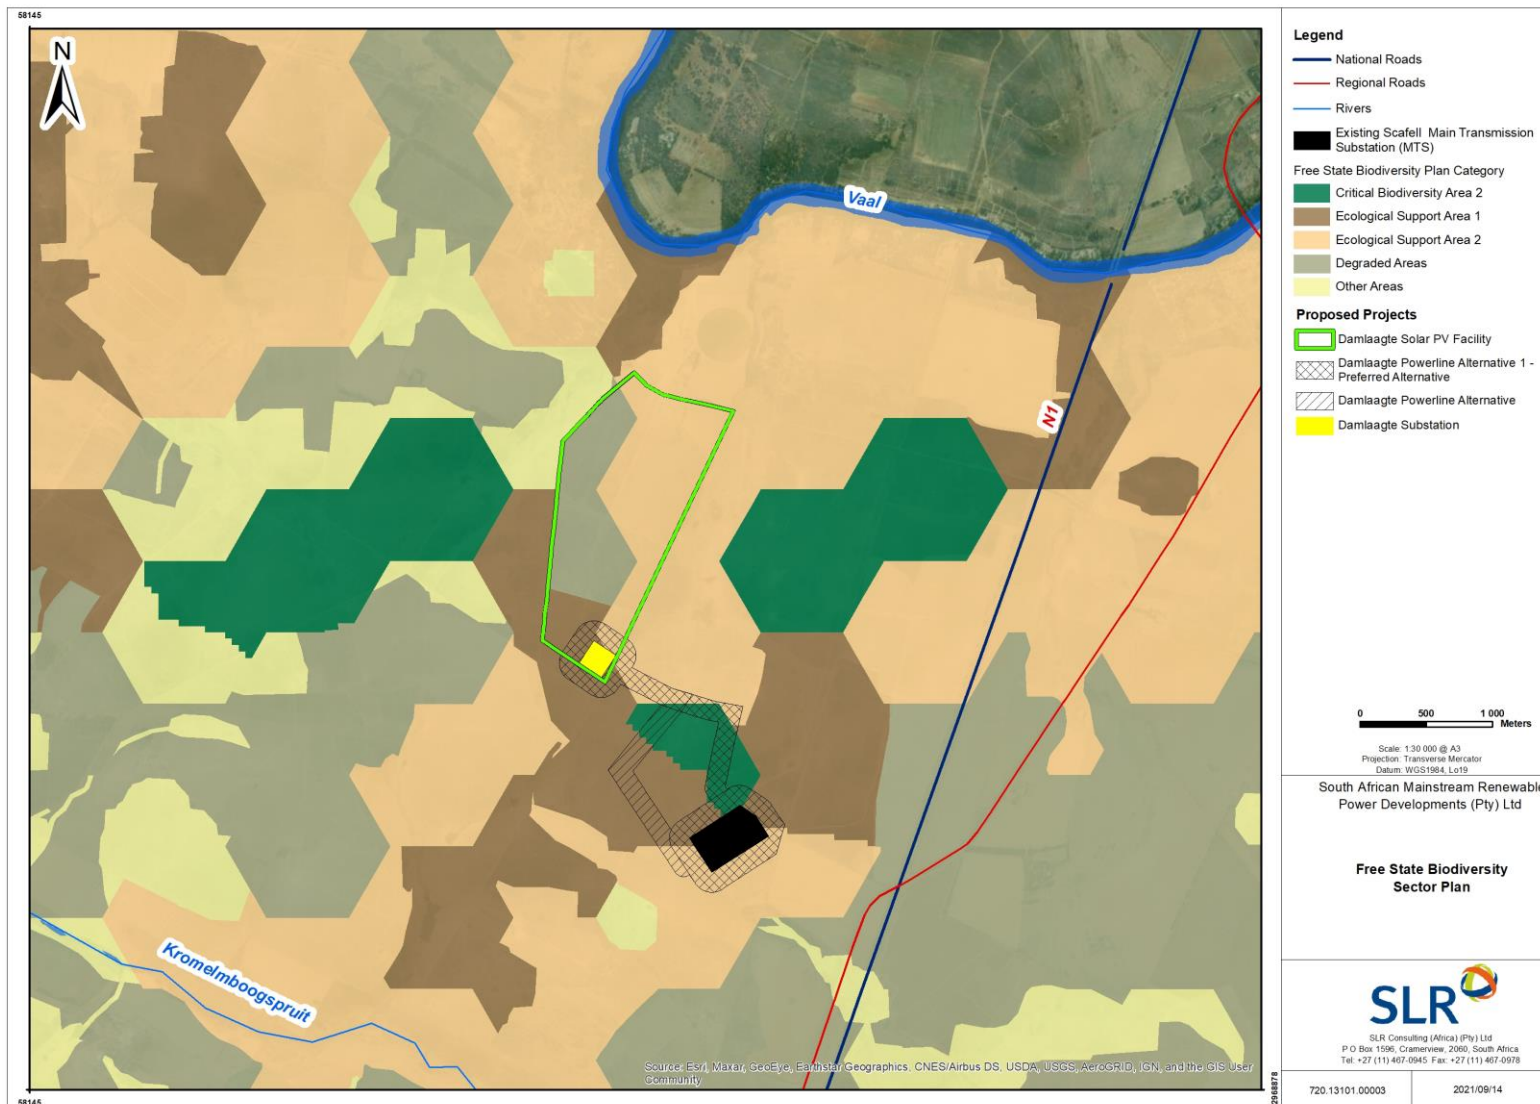 58145
N
Vaal
N1
Kromelmboogspruit
Source: Esri, Maxar, GeoEye, Earthstar Geographics, CNES/Airbus DS, USDA, USGS, AeroGRID, IGN, and the GIS User
Community
58145
2968878
Legend
National Roads
Regional Roads
Rivers
Existing Scafell Main Transmission
Substation (MTS)
Free State Biodiversity Plan Category
Critical Biodiversity Area 2
Ecological Support Area 1
Ecological Support Area 2
Degraded Areas
Other Areas
Proposed Projects
Damlaagte Solar PV Facility
Damlaagte Powerline Alternative 1 -
Preferred Alternative
Damlaagte Powerline Alternative
Damlaagte Substation
0 500 1 000
Meters
Scale: 1:30 000 @ A3
Projection: Transverse Mercator
Datum: WGS1984, Lo19
South African Mainstream Renewable
Power Developments (Pty) Ltd
Free State Biodiversity
Sector Plan
SLR
SLR Consulting (Africa) (Pty) Ltd
P O Box 1596, Cramerview, 2060, South Africa
Tel: +27 (11) 467-0945 Fax: +27 (11) 467-0978
720.13101.00003 2021/09/14